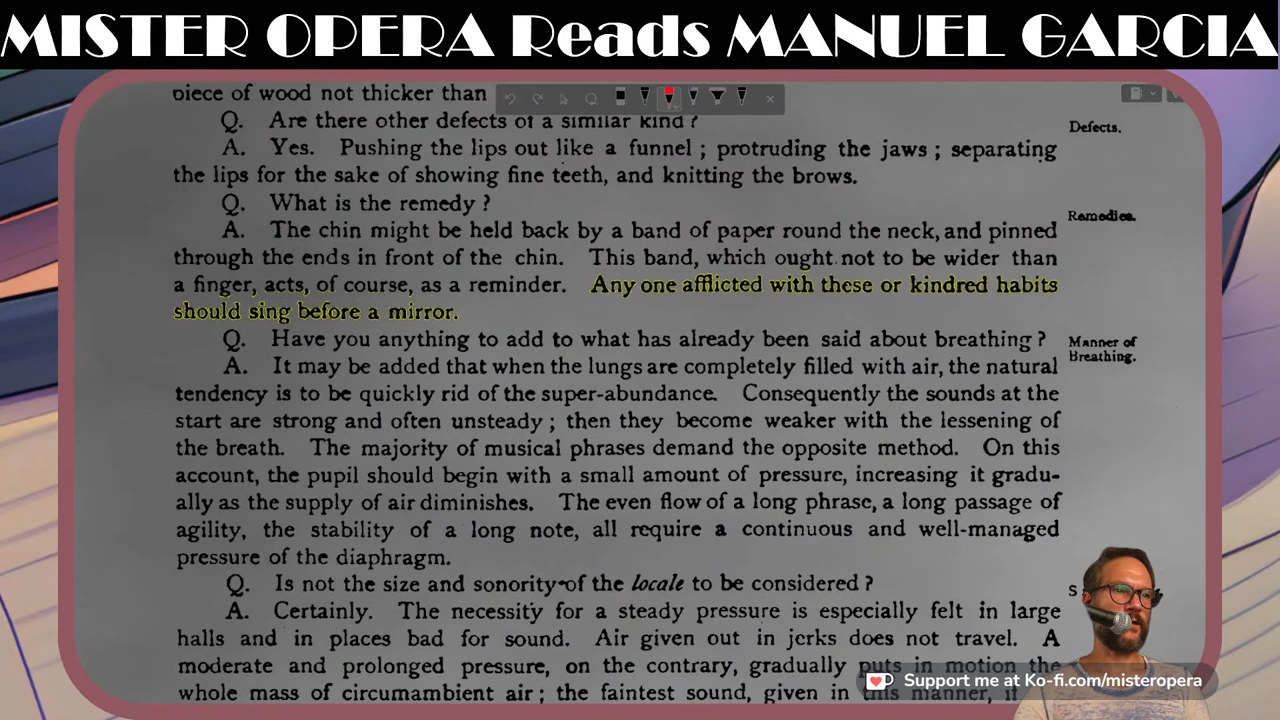 MISTER OPERA Reads MANUEL GARCIA
piece of wood not thicker than
Q. Are there other defects of a similar kind ?
Defects.
A. Yes. Pushing the lips out like a funnel ; protruding the jaws ; separating
the lips for the sake of showing fine teeth, and knitting the brows.
Q. What is the remedy ?
Remedies.
A. The chin might be held back by a band of paper round the neck, and pinned
through the ends in front of the chin. This band, which ought not to be wider than
a finger, acts, of course, as a reminder. Any one afflicted with these or kindred habits
should sing before a mirror.
Q. Have you anything to add to what has already been said about breathing ?
Manner of
Breathing.
A. It may be added that when the lungs are completely filled with air, the natural
tendency is to be quickly rid of the super-abundance. Consequently the sounds at the
start are strong and often unsteady ; then they become weaker with the lessening of
the breath. The majority of musical phrases demand the opposite method. On this
account, the pupil should begin with a small amount of pressure, increasing it gradu-
ally as the supply of air diminishes. The even flow of a long phrase, a long passage of
agility, the stability of a long note, all require a continuous and well-managed
pressure of the diaphragm.
Q. Is not the size and sonority of the locale to be considered ?
S
A. Certainly. The necessity for a steady pressure is especially felt in large
halls and in places bad for sound. Air given out in jerks does not travel. A
moderate and prolonged pressure, on the contrary, gradually puts in motion the
whole mass of circumambient air ; the faintest sound, given in this manner,
Support me at Ko-fi.com/misteropera